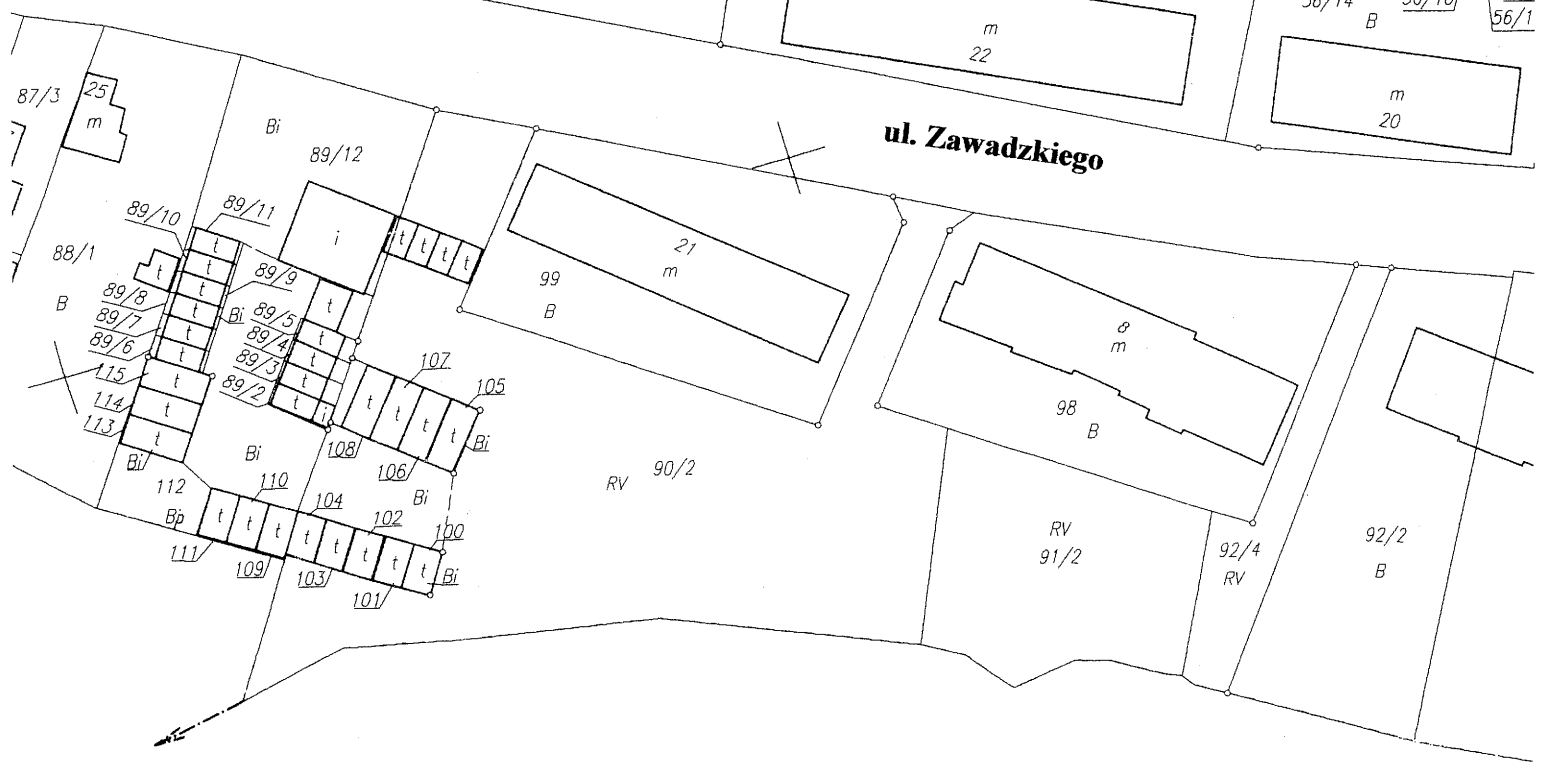 m
22
56/14
B
56/1
m
20
ul. Zawadzkiego
87/3
25
m
Bi
89/12
89/10
89/11
i
t
t
t
t
88/1
B
t
t
t
t
t
t
t
89/8
89/7
89/6
89/9
Bi
89/5
89/4
89/3
89/2
t
t
t
t
t
i
21
m
99
B
8
m
98
B
107
105
t
t
t
t
Bi
108
106
115
114
113
t
t
t
Bi
Bi
Bi
112
Bp
110
104
102
100
t
t
t
t
t
t
t
t
Bi
111
109
103
101
RV
90/2
RV
91/2
92/4
RV
92/2
B